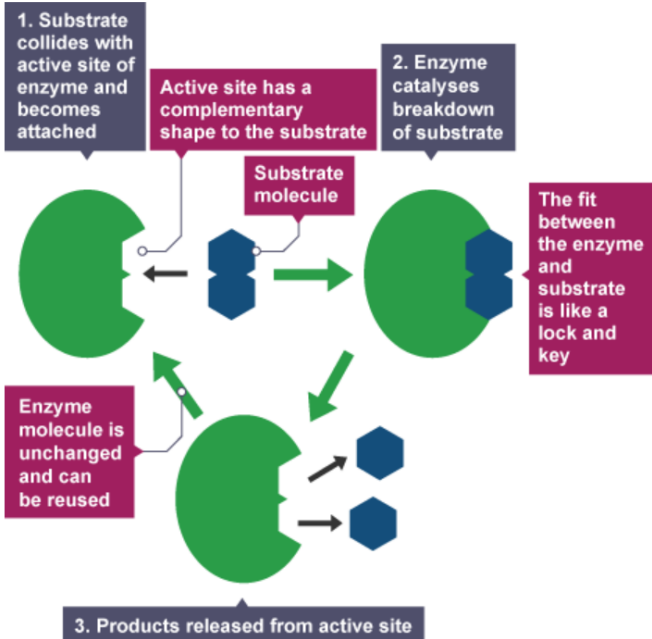 1. Substrate
collides with
active site of
enzyme and
becomes
attached
Active site has a
complementary
shape to the substrate
2. Enzyme
catalyses
breakdown
of substrate
Substrate
molecule
The fit
between
the enzyme
and
substrate
is like a
lock and
key
Enzyme
molecule is
unchanged
and can
be reused
3. Products released from active site